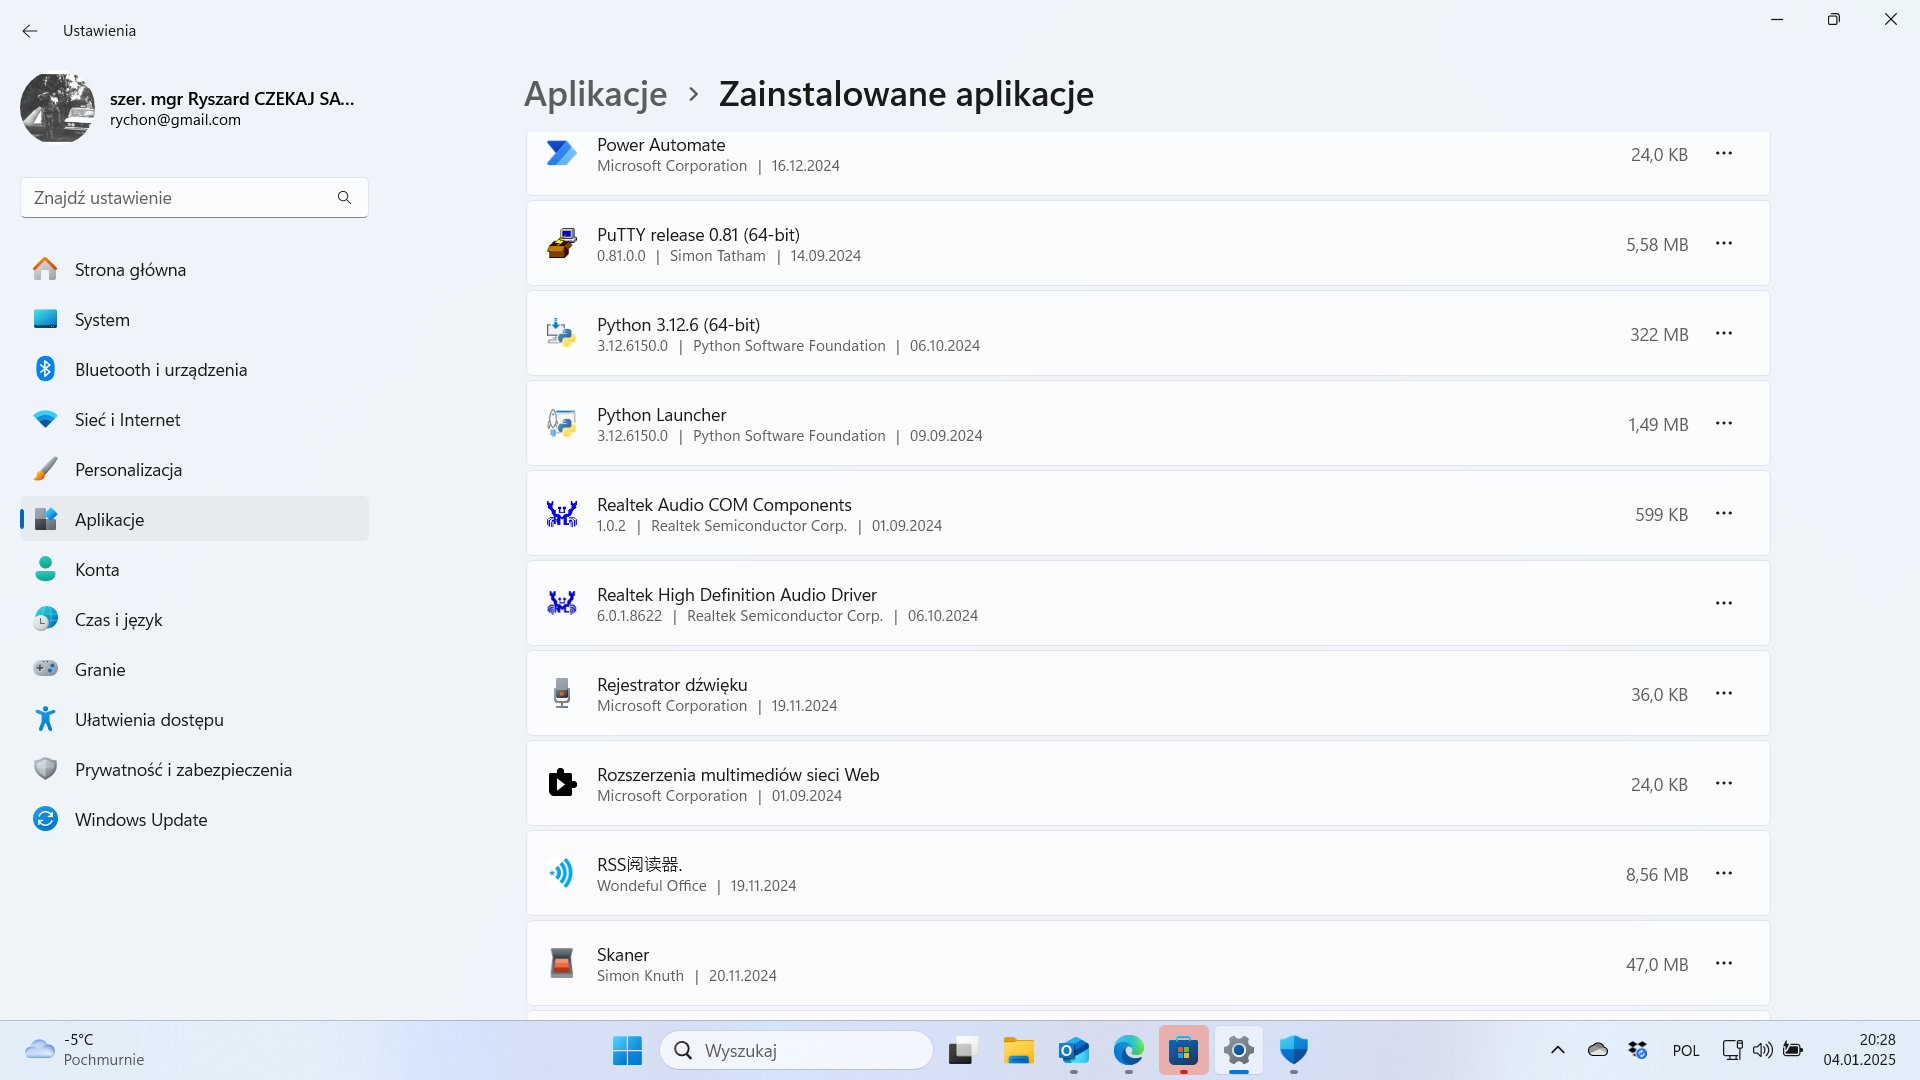 Ustawienia
szer. mgr Ryszard CZEKAJ SA...
rychon@gmail.com
Znajdź ustawienie
Strona główna
System
Bluetooth i urządzenia
Sieć i Internet
Personalizacja
Aplikacje
Konta
Czas i język
Granie
Ułatwienia dostępu
Prywatność i zabezpieczenia
Windows Update
Aplikacje > Zainstalowane aplikacje
Power Automate
Microsoft Corporation | 16.12.2024
24,0 KB
PuTTY release 0.81 (64-bit)
0.81.0.0 | Simon Tatham | 14.09.2024
5,58 MB
Python 3.12.6 (64-bit)
3.12.6150.0 | Python Software Foundation | 06.10.2024
322 MB
Python Launcher
3.12.6150.0 | Python Software Foundation | 09.09.2024
1,49 MB
Realtek Audio COM Components
1.0.2 | Realtek Semiconductor Corp. | 01.09.2024
599 KB
Realtek High Definition Audio Driver
6.0.1.8622 | Realtek Semiconductor Corp. | 06.10.2024
Rejestrator dźwięku
Microsoft Corporation | 19.11.2024
36,0 KB
Rozszerzenia multimediów sieci Web
Microsoft Corporation | 01.09.2024
24,0 KB
RSS阅读器.
Wondeful Office | 19.11.2024
8,56 MB
Skaner
Simon Knuth | 20.11.2024
47,0 MB
-5°C
Pochmurnie
Wyszukaj
POL
20:28
04.01.2025